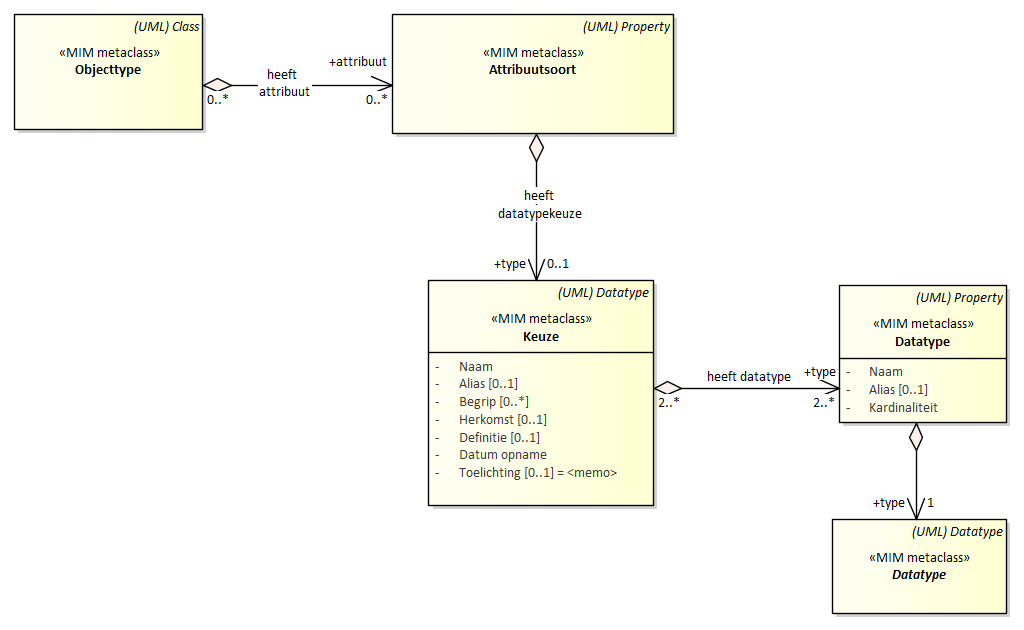 (UML) Class
«MIM metaclass»
Objecttype
0..*
heeft
attribuut
+attribuut
0..*
(UML) Property
«MIM metaclass»
Attribuutsoort
heeft
datatypekeuze
+type
0..1
(UML) Datatype
«MIM metaclass»
Keuze
- Naam
- Alias [0..1]
- Begrip [0..*]
- Herkomst [0..1]
- Definitie [0..1]
- Datum opname
- Toelichting [0..1] = <memo>
2..*
heeft datatype
+type
2..*
(UML) Property
«MIM metaclass»
Datatype
- Naam
- Alias [0..1]
- Kardinaliteit
+type
1
(UML) Datatype
«MIM metaclass»
Datatype